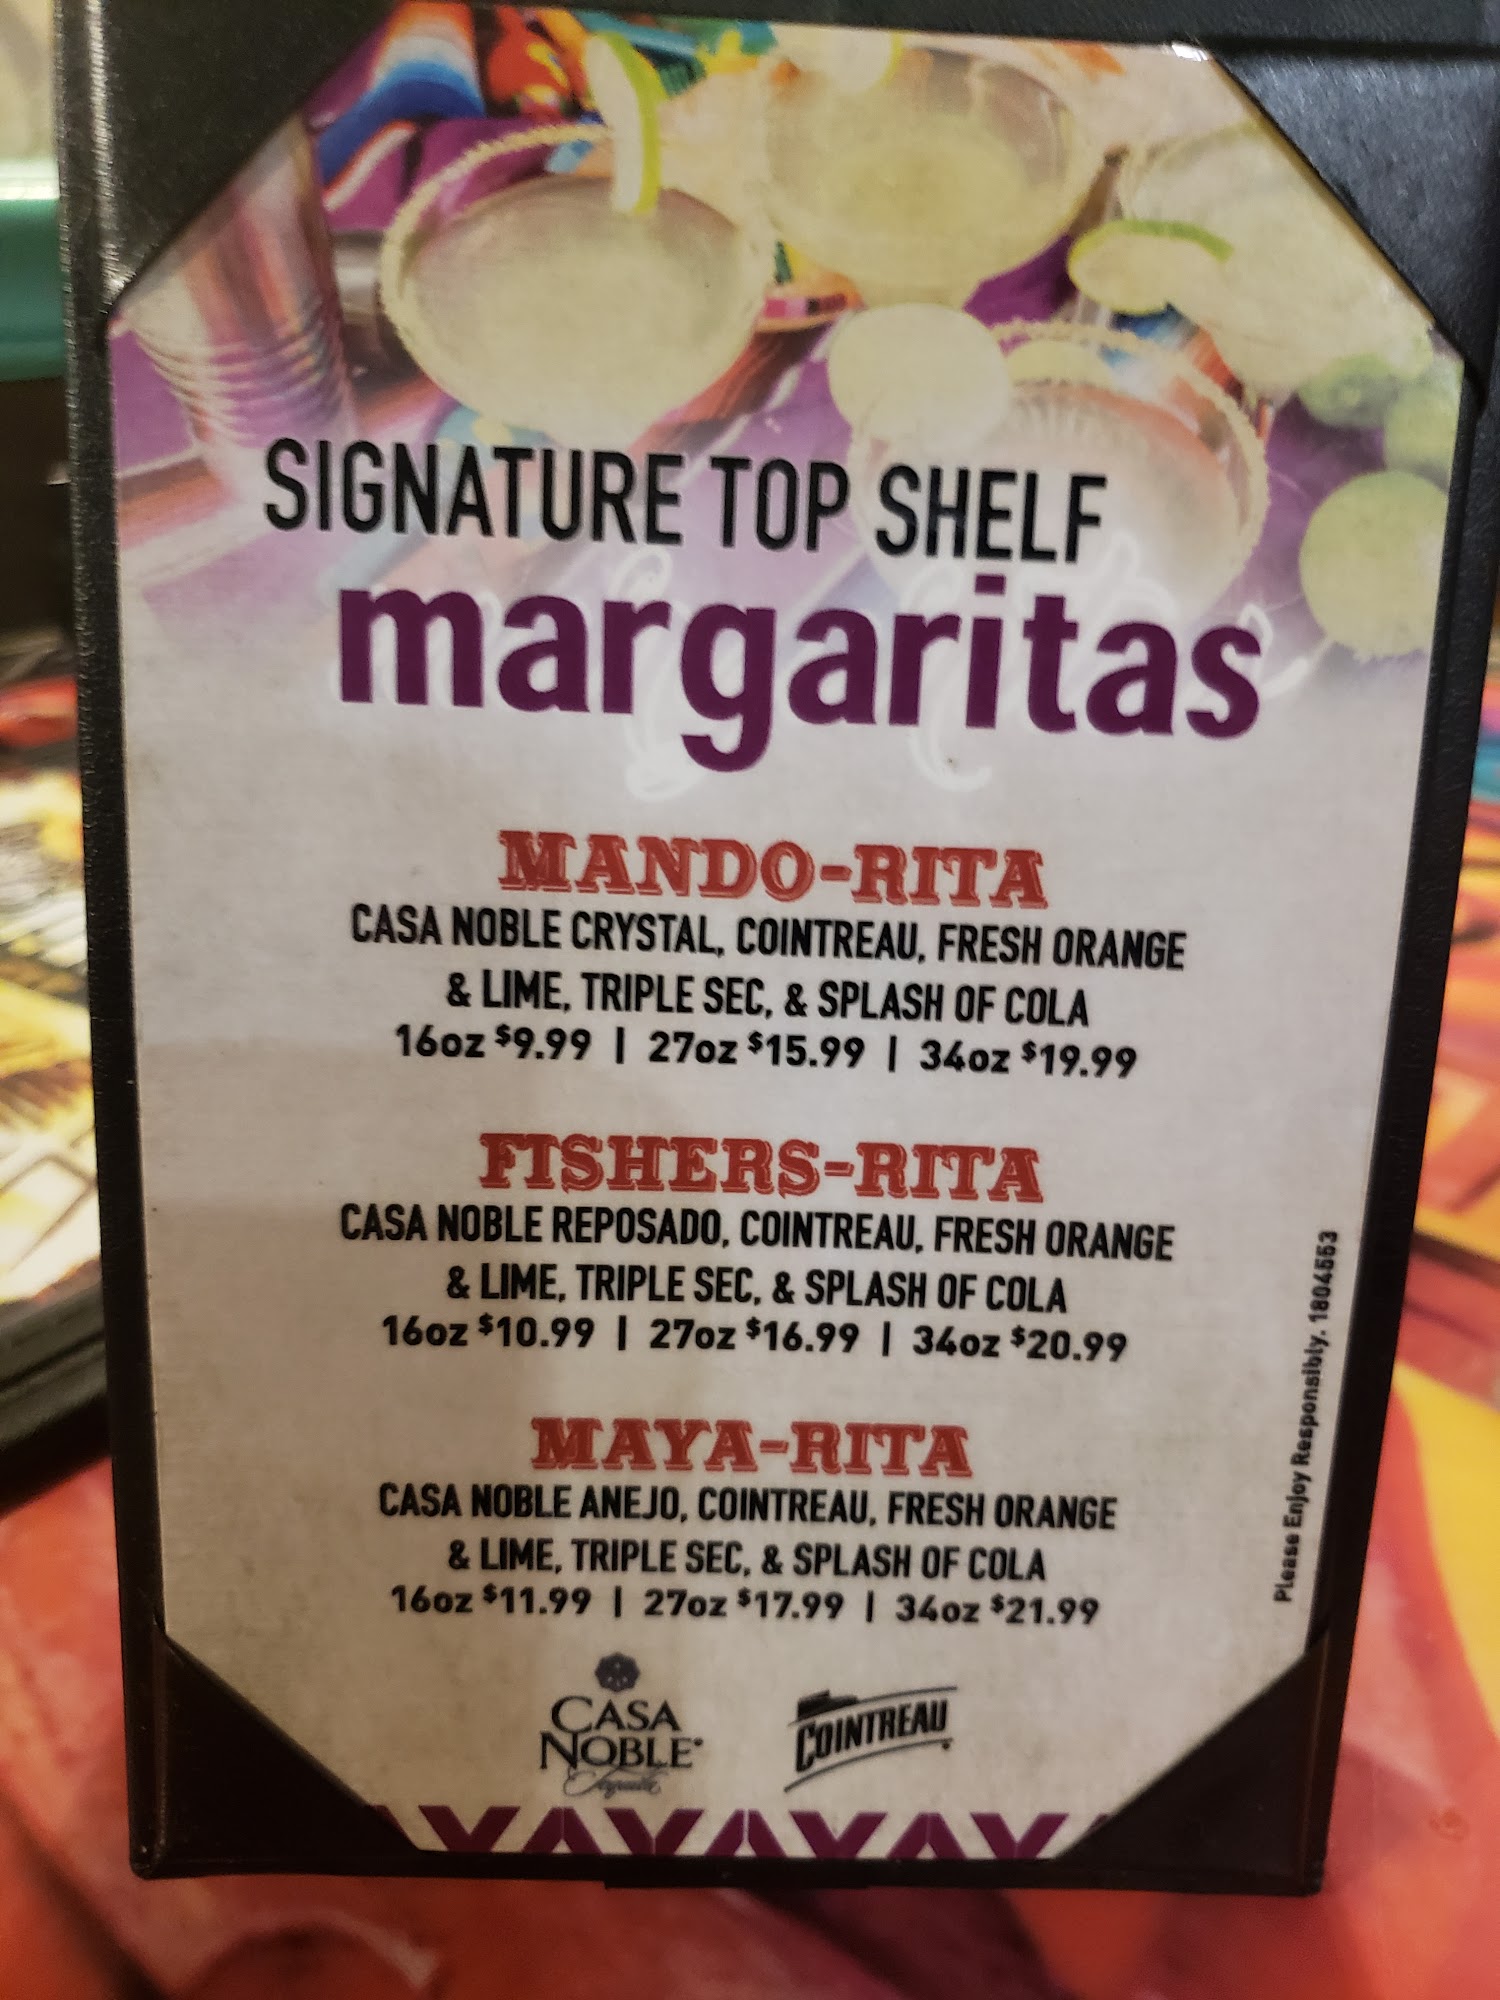 SIGNATURE TOP SHELF
margaritas
MANDO-RITA
CASA NOBLE CRYSTAL, COINTREAU, FRESH ORANGE
& LIME, TRIPLE SEC, & SPLASH OF COLA
16oz $9.99 | 27oz $15.99 | 34oz $19.99
FISHERS-RITA
CASA NOBLE REPOSADO, COINTREAU, FRESH ORANGE
& LIME, TRIPLE SEC, & SPLASH OF COLA
16oz $10.99 | 27oz $16.99 | 34oz $20.99
MAYA-RITA
CASA NOBLE ANEJO, COINTREAU, FRESH ORANGE
& LIME, TRIPLE SEC, & SPLASH OF COLA
16oz $11.99 | 27oz $17.99 | 34oz $21.99
CASA
NOBLE
Tequila
COINTREAU
Please Enjoy Responsibly. 1804553